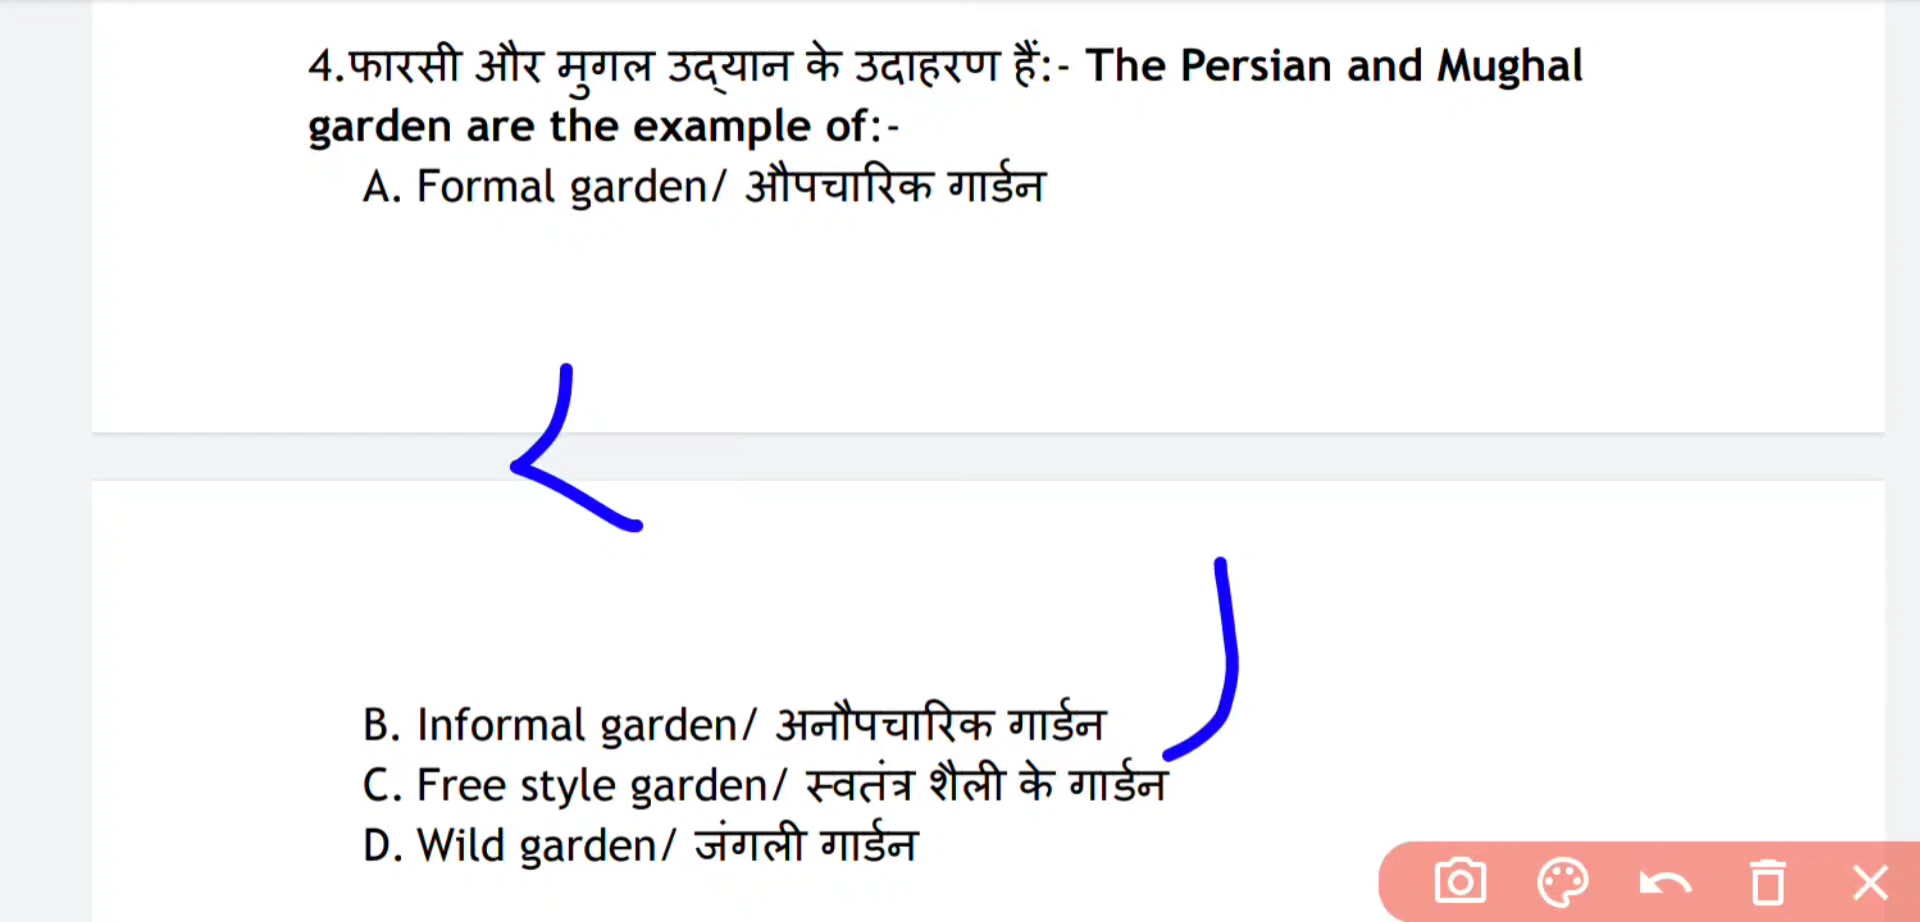 4.फारसी और मुगल उद्यान के उदाहरण हैं:- The Persian and Mughal
garden are the example of:-
A. Formal garden/ औपचारिक गार्डन
B. Informal garden/ अनौपचारिक गार्डन
C. Free style garden/ स्वतंत्र शैली के गार्डन
D. Wild garden/ जंगली गार्डन